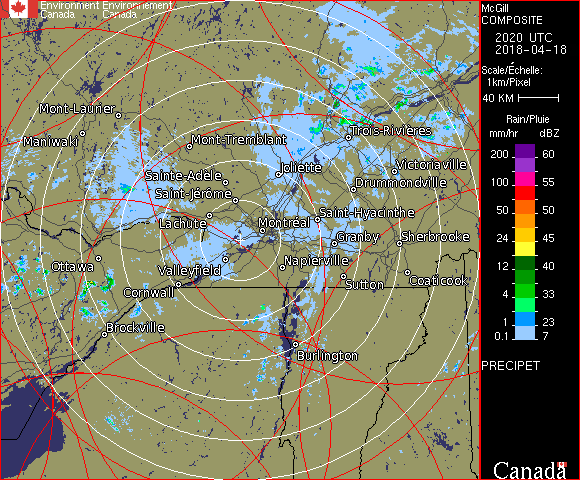 Environment Environnement
Canada Canada
McGill
COMPOSITE
2020 UTC
2018-04-18
Scale/Échelle:
1km/Pixel
40 KM
Rain/Pluie
mm/hr dBZ
200 60
100 55
50 50
24 45
12 40
4 33
1 23
0.1 7
PRECIPET
Canada
Mont-Laurier
Maniwaki
Mont-Tremblant
Trois-Rivières
Joliette
Victoriaville
Sainte-Adèle
Drummondville
Saint-Jérôme
Lachute
Saint-Hyacinthe
Montréal
Granby
Sherbrooke
Ottawa
Valleyfield
Napierville
Cornwall
Sutton
Coaticook
Brockville
Burlington